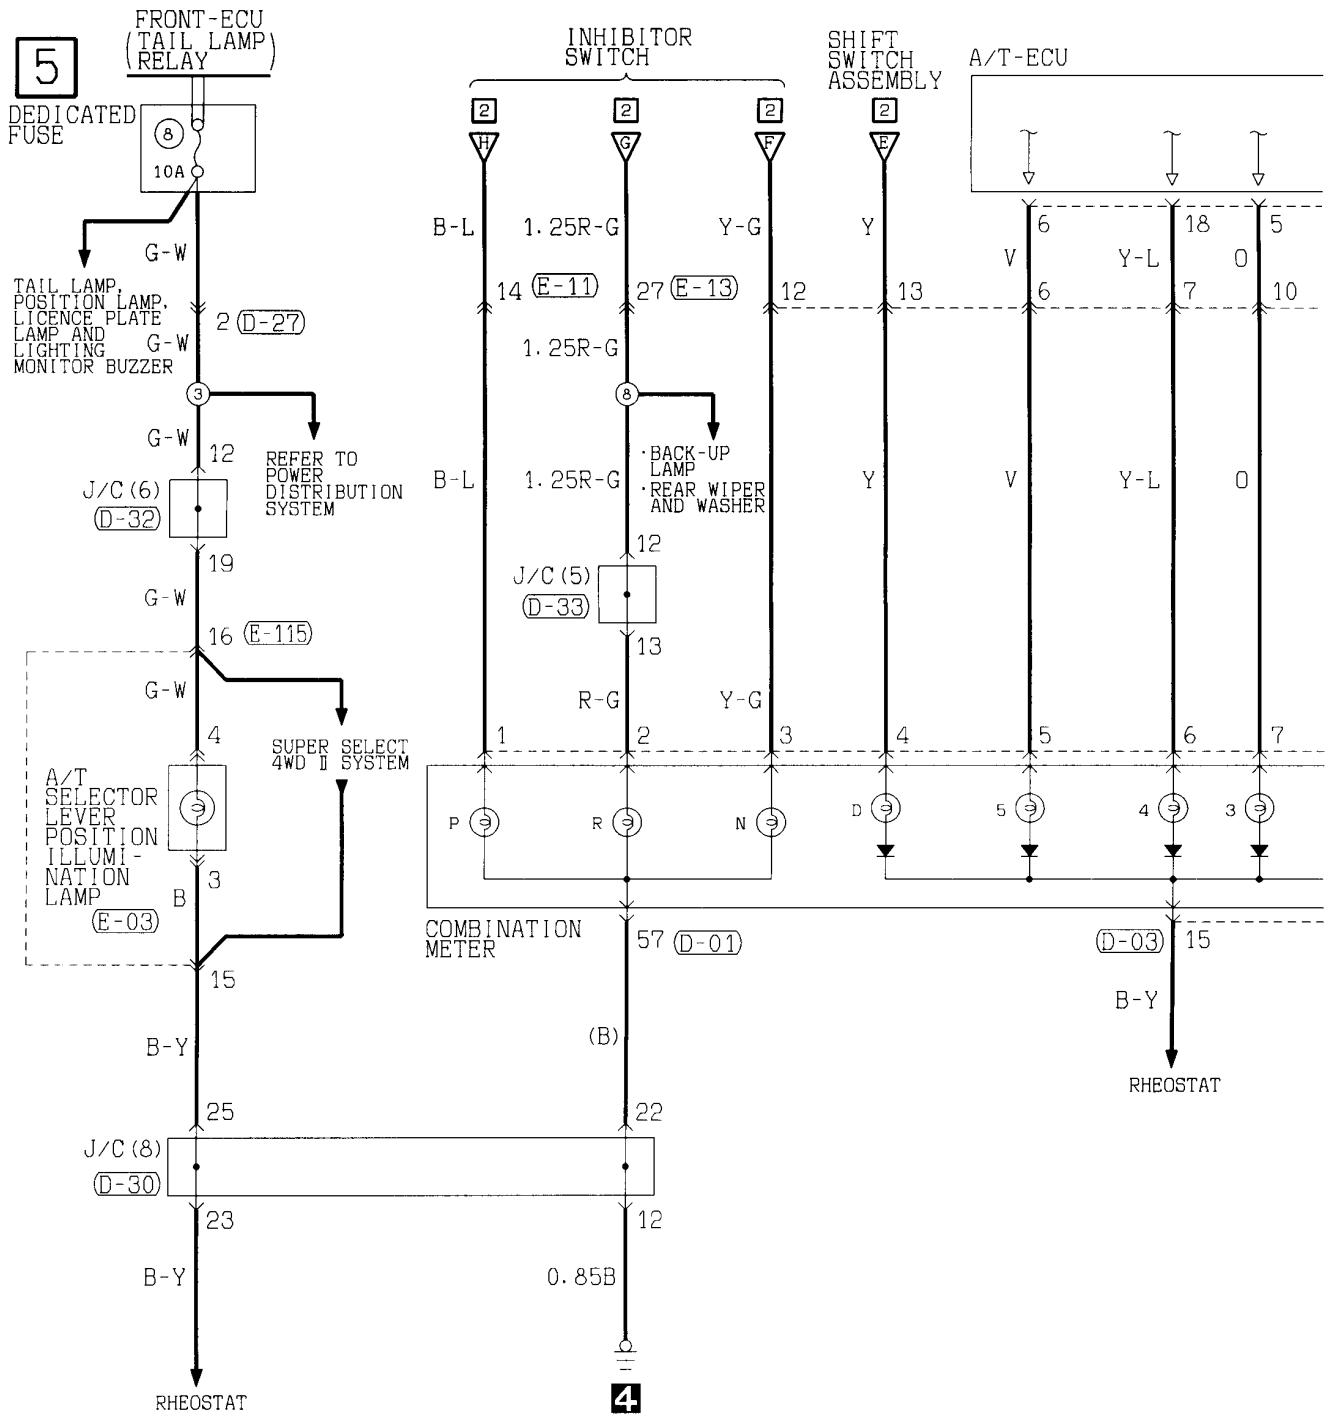 5
FRONT-ECU
(TAIL LAMP)
RELAY
DEDICATED
FUSE
8
10A
INHIBITOR
SWITCH
SHIFT
SWITCH
ASSEMBLY
A/T-ECU
2
2
2
2
H
G
F
E
TAIL LAMP,
POSITION LAMP,
LICENCE PLATE
LAMP AND
LIGHTING
MONITOR BUZZER
G-W
B-L
1.25R-G
Y-G
Y
6
18
5
V
Y-L
O
14
E-11
27
E-13
12
13
6
7
10
2
D-27
G-W
1.25R-G
3
8
G-W
12
REFER TO
POWER
DISTRIBUTION
SYSTEM
·BACK-UP
LAMP
·REAR WIPER
AND WASHER
J/C(6)
D-32
B-L
1.25R-G
Y
V
Y-L
O
19
12
J/C(5)
D-33
G-W
13
16
E-115
G-W
R-G
Y-G
4
1
2
3
4
5
6
7
SUPER SELECT
4WD Ⅱ SYSTEM
A/T
SELECTOR
LEVER
POSITION
ILLUMI-
NATION
LAMP
E-03
P
R
N
D
5
4
3
3
B
COMBINATION
METER
57
D-01
D-03
15
15
B-Y
B-Y
(B)
RHEOSTAT
25
22
J/C(8)
D-30
23
12
B-Y
0.85B
RHEOSTAT
4